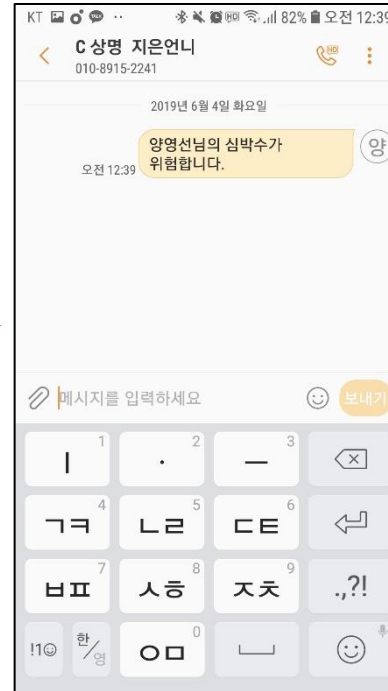 KT 82% 오전 12:39
C 상명 지은언니
010-8915-2241
2019년 6월 4일 화요일
양영선님의 심박수가
위험합니다.
양
오전 12:39
메시지를 입력하세요
보내기
ㅣ 1 · 2 ㅡ 3
ㄱㅋ 4 ㄴㄹ 5 ㄷㅌ 6
ㅂㅍ 7 ㅅㅎ 8 ㅈㅊ 9 .,?!
!1☺ 한/영 ㅇㅁ 0